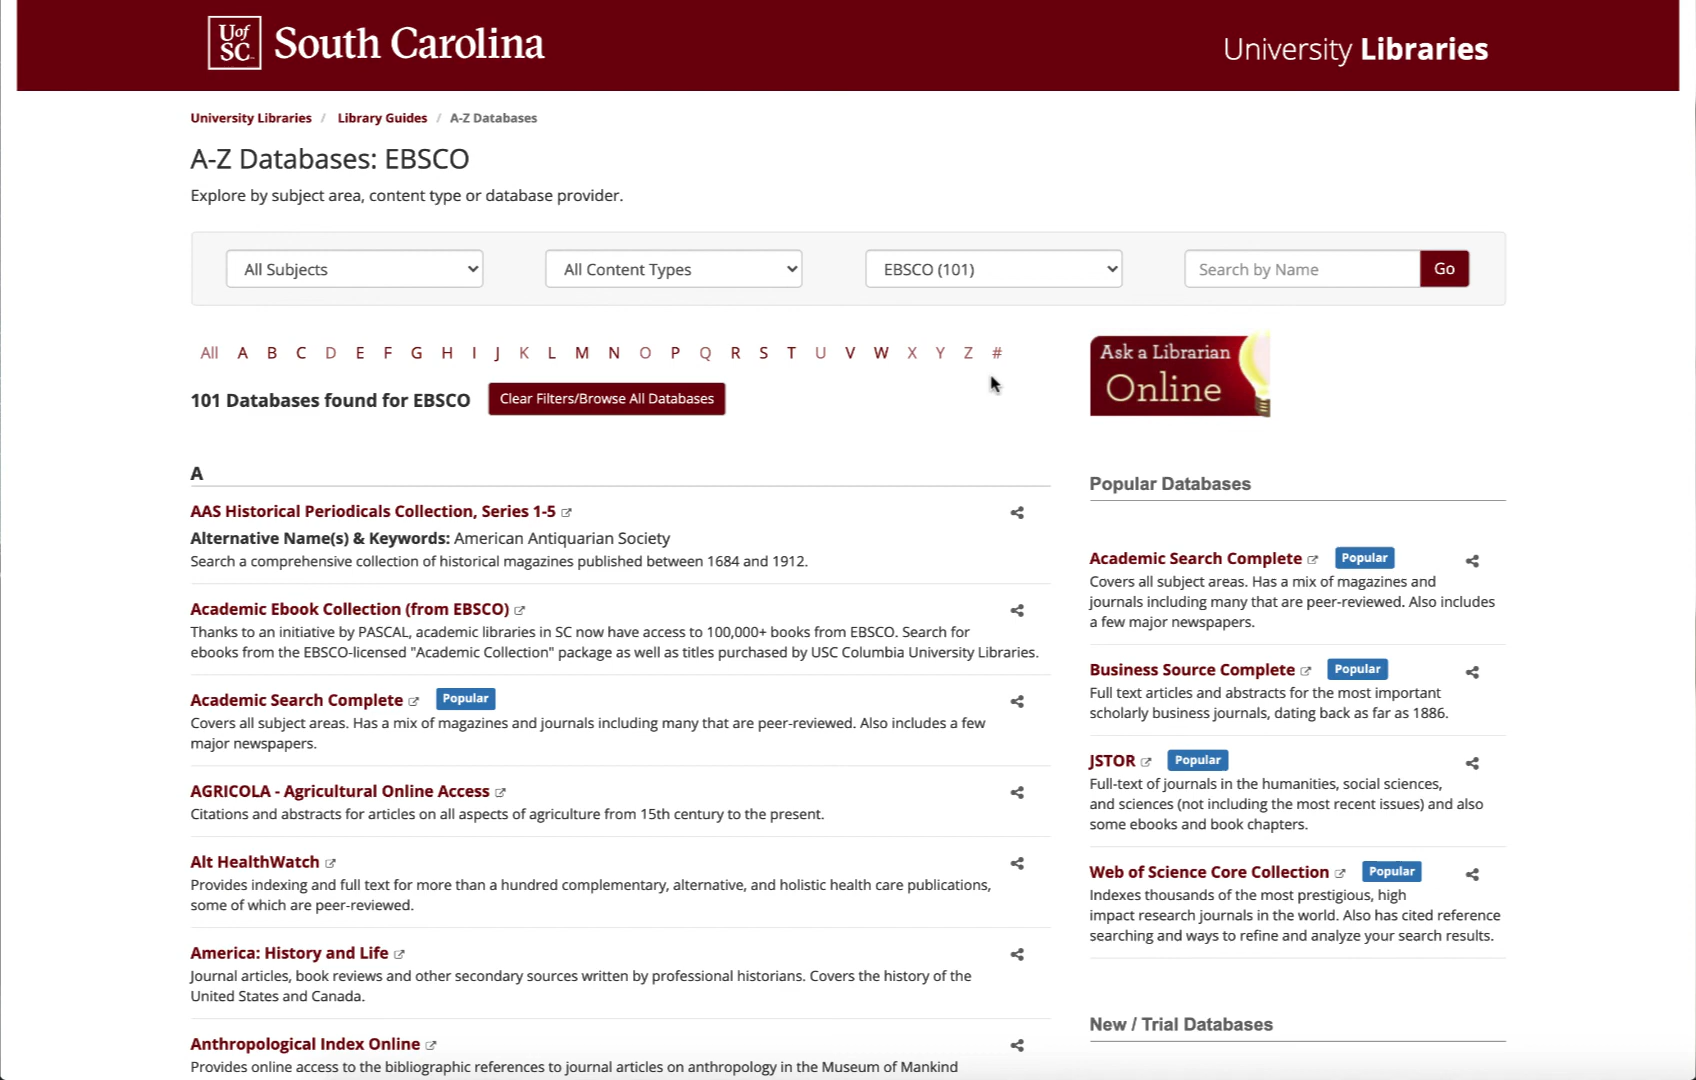 UofSC South Carolina
University Libraries
University Libraries / Library Guides / A-Z Databases
A-Z Databases: EBSCO
Explore by subject area, content type or database provider.
All Subjects
All Content Types
EBSCO (101)
Search by Name
Go
All A B C D E F G H I J K L M N O P Q R S T U V W X Y Z #
101 Databases found for EBSCO
Clear Filters/Browse All Databases
A
AAS Historical Periodicals Collection, Series 1-5
Alternative Name(s) & Keywords: American Antiquarian Society
Search a comprehensive collection of historical magazines published between 1684 and 1912.
Academic Ebook Collection (from EBSCO)
Thanks to an initiative by PASCAL, academic libraries in SC now have access to 100,000+ books from EBSCO. Search for
ebooks from the EBSCO-licensed "Academic Collection" package as well as titles purchased by USC Columbia University Libraries.
Academic Search Complete Popular
Covers all subject areas. Has a mix of magazines and journals including many that are peer-reviewed. Also includes a few
major newspapers.
AGRICOLA - Agricultural Online Access
Citations and abstracts for articles on all aspects of agriculture from 15th century to the present.
Alt HealthWatch
Provides indexing and full text for more than a hundred complementary, alternative, and holistic health care publications,
some of which are peer-reviewed.
America: History and Life
Journal articles, book reviews and other secondary sources written by professional historians. Covers the history of the
United States and Canada.
Anthropological Index Online
Provides online access to the bibliographic references to journal articles on anthropology in the Museum of Mankind
Ask a Librarian
Online
Popular Databases
Academic Search Complete Popular
Covers all subject areas. Has a mix of magazines and
journals including many that are peer-reviewed. Also includes
a few major newspapers.
Business Source Complete Popular
Full text articles and abstracts for the most important
scholarly business journals, dating back as far as 1886.
JSTOR Popular
Full-text of journals in the humanities, social sciences,
and sciences (not including the most recent issues) and also
some ebooks and book chapters.
Web of Science Core Collection Popular
Indexes thousands of the most prestigious, high
impact research journals in the world. Also has cited reference
searching and ways to refine and analyze your search results.
New / Trial Databases